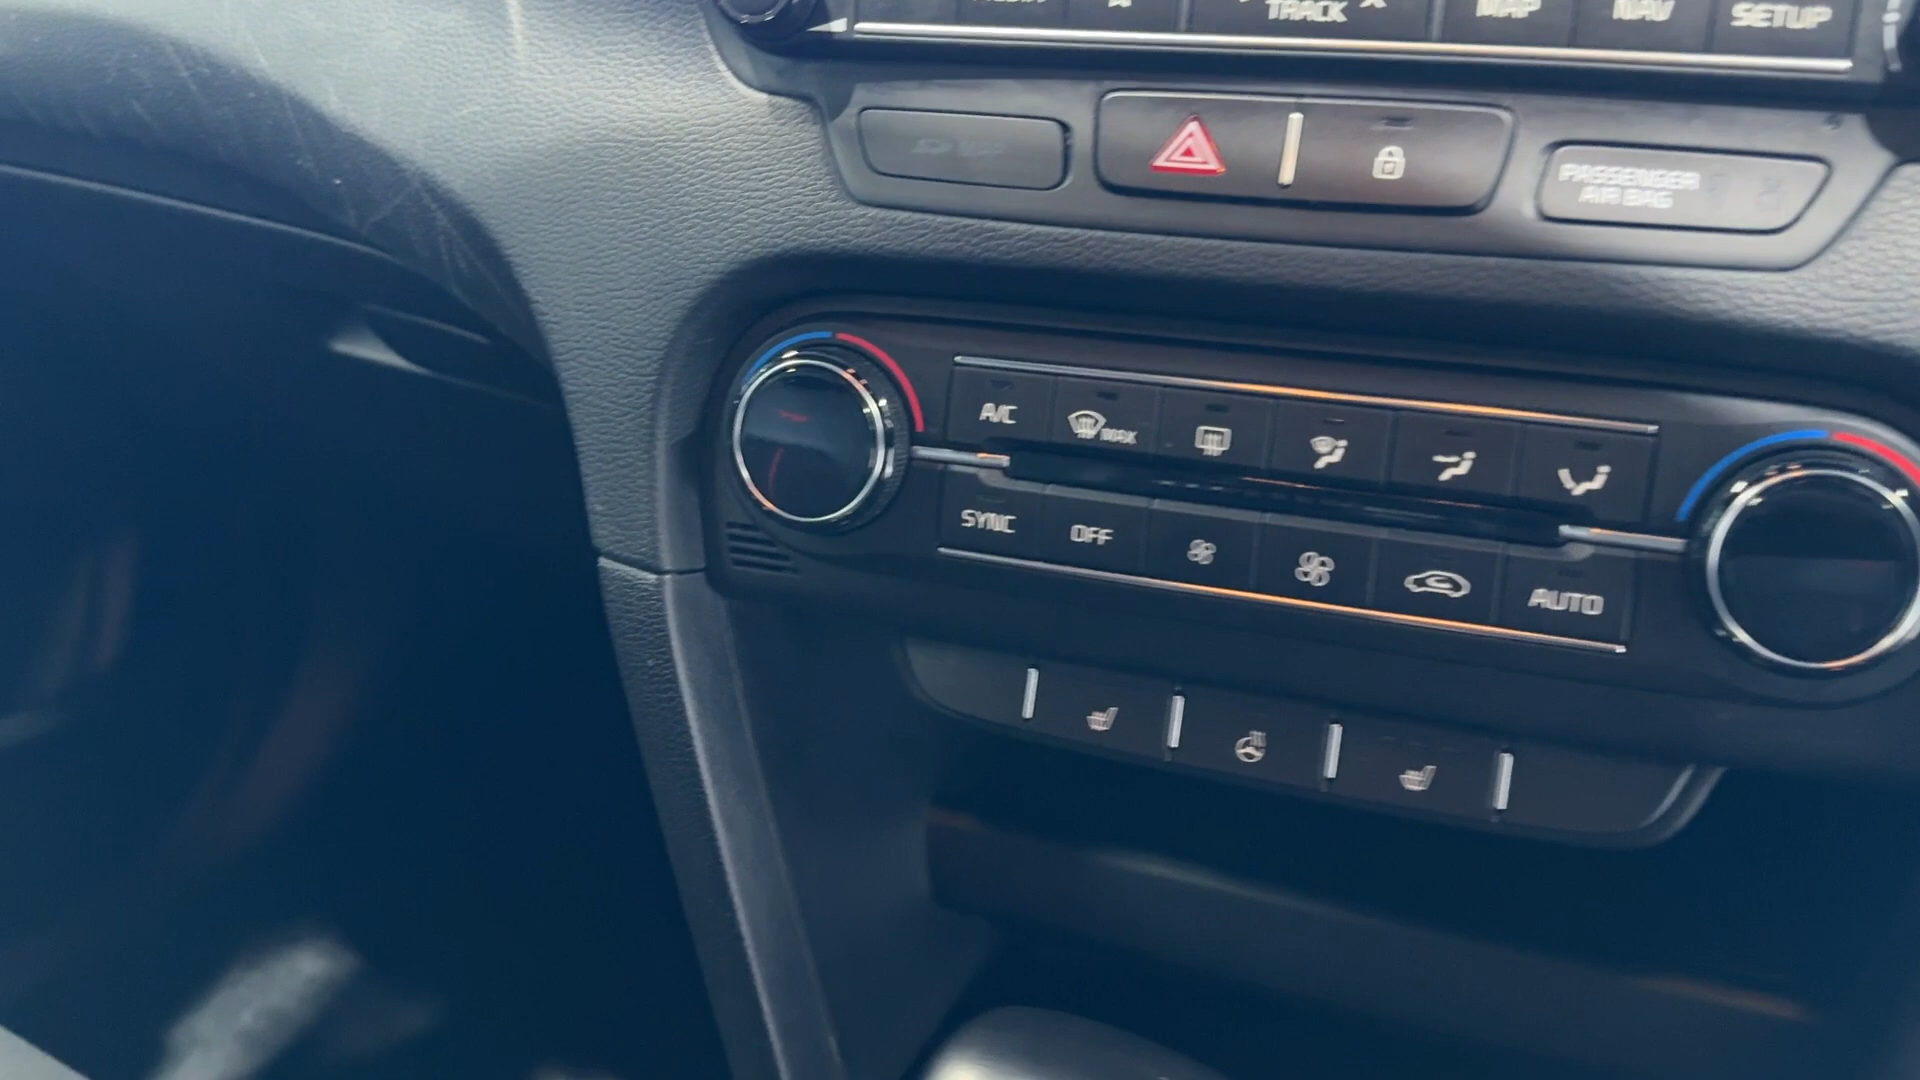 TRACK
MAP
NAV
SETUP
PASSENGER
AIR BAG
A/C
MAX
SYNC
OFF
AUTO